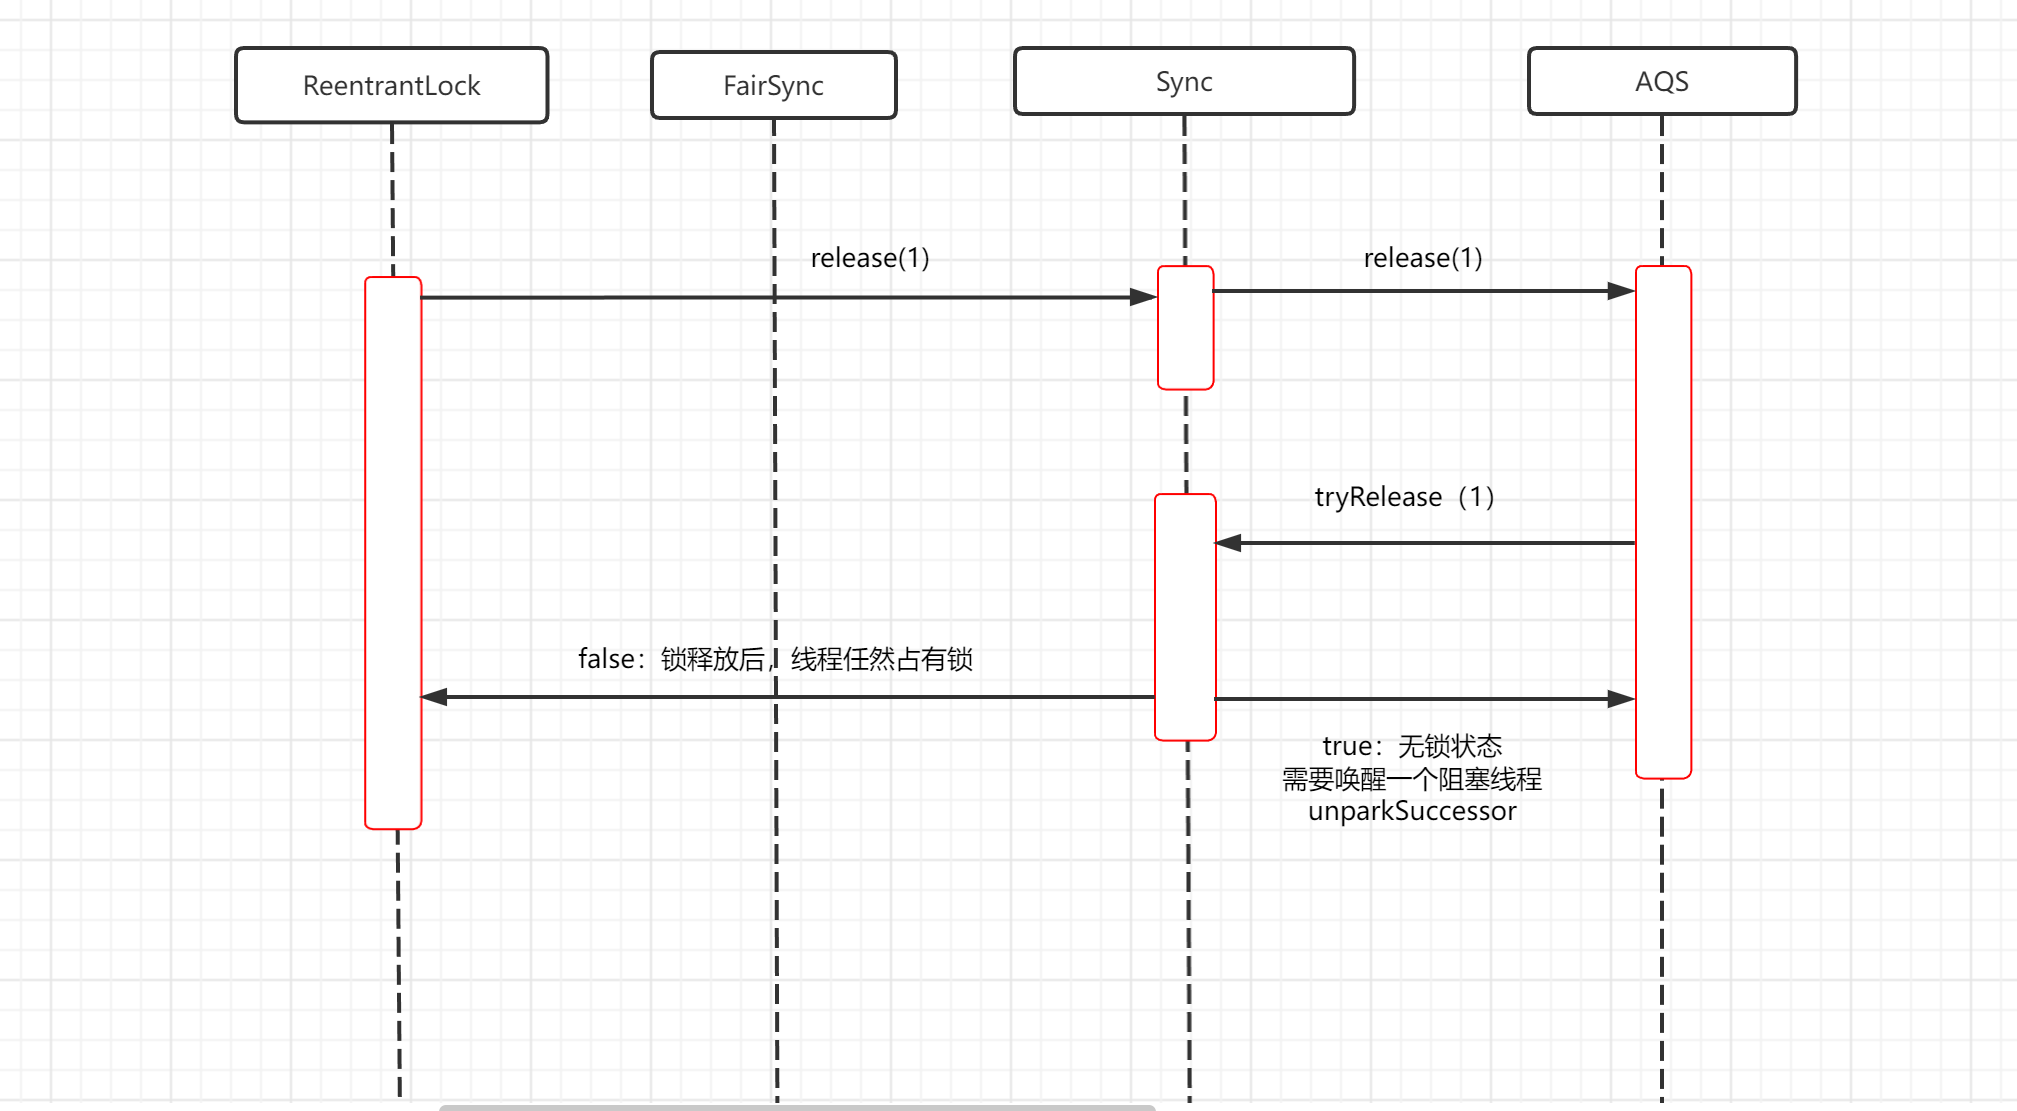 ReentrantLock
FairSync
Sync
AQS
release(1)
release(1)
tryRelease（1）
false：锁释放后，线程任然占有锁
true：无锁状态
需要唤醒一个阻塞线程
unparkSuccessor